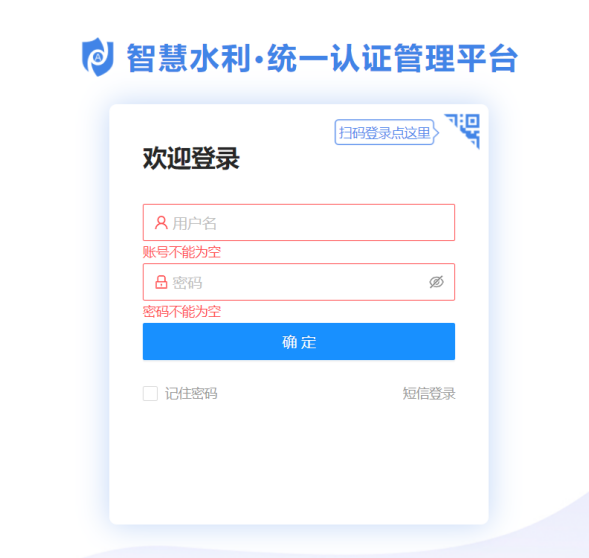 智慧水利·统一认证管理平台
扫码登录点这里
欢迎登录
用户名
账号不能为空
密码
密码不能为空
确 定
记住密码
短信登录